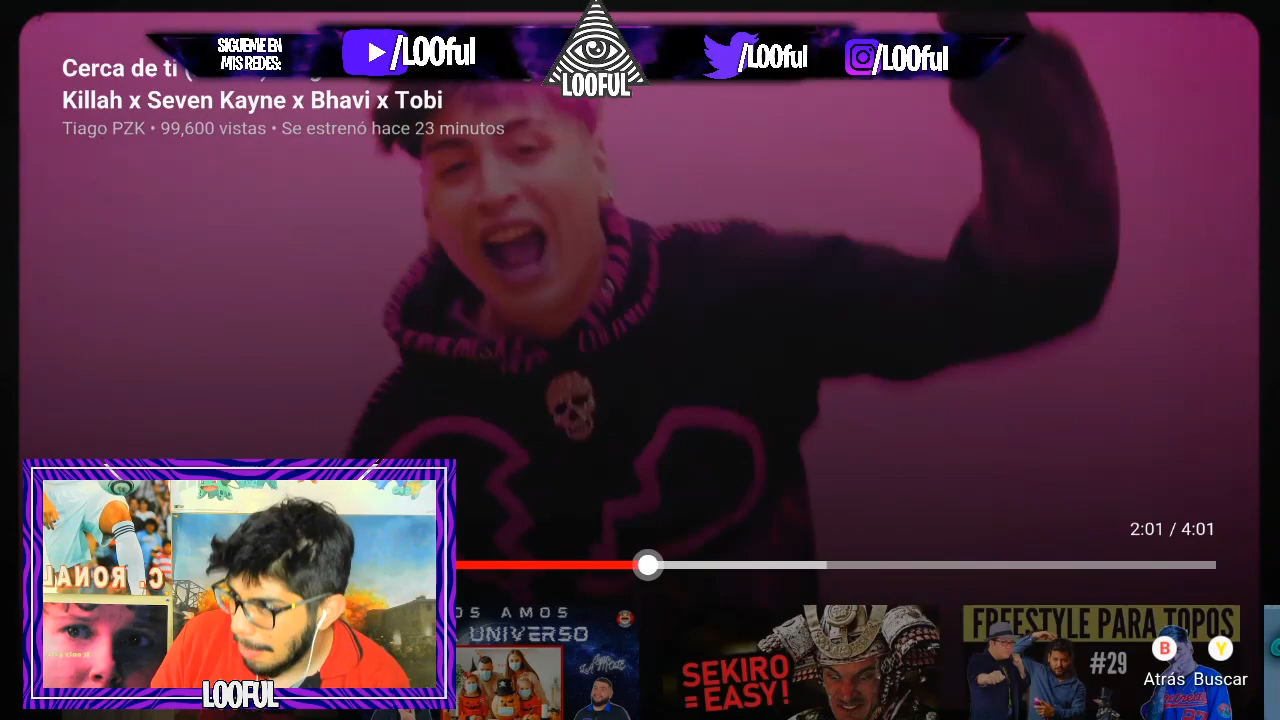 SIGUEME EN
MIS REDES:
/LOOful
LOOFUL
/LOOful
/LOOful
Cerca de ti (
Killah x Seven Kayne x Bhavi x Tobi
Tiago PZK • 99,600 vistas • Se estrenó hace 23 minutos
2:01 / 4:01
C. RONAL
LOOFUL
OS AMOS
UNIVERSO
SEKIRO
= EASY!
FREESTYLE PARA TOPOS
#29
B
Y
Atrás
Buscar